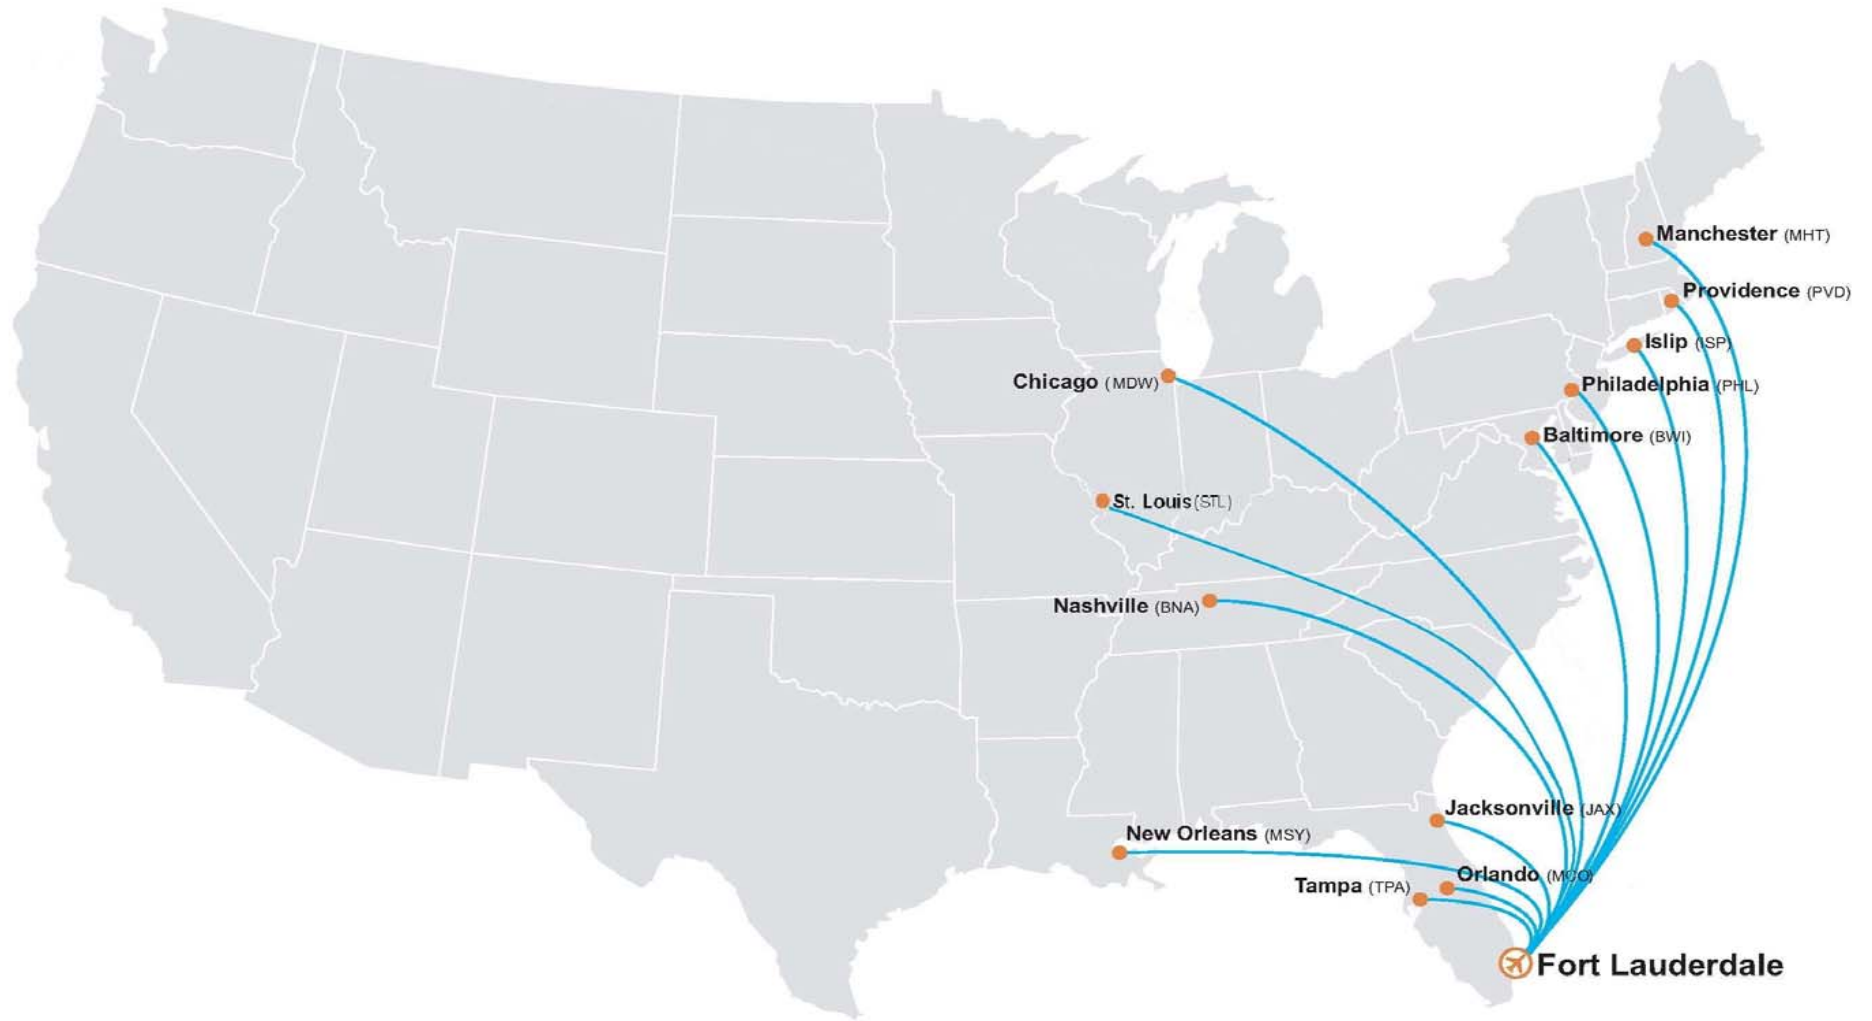 Manchester (MHT)
Providence (PVD)
Islip (ISP)
Chicago (MDW)
Philadelphia (PHL)
Baltimore (BWI)
St. Louis(STL)
Nashville (BNA)
Jacksonville (JAX)
New Orleans (MSY)
Orlando (MCO)
Tampa (TPA)
Fort Lauderdale